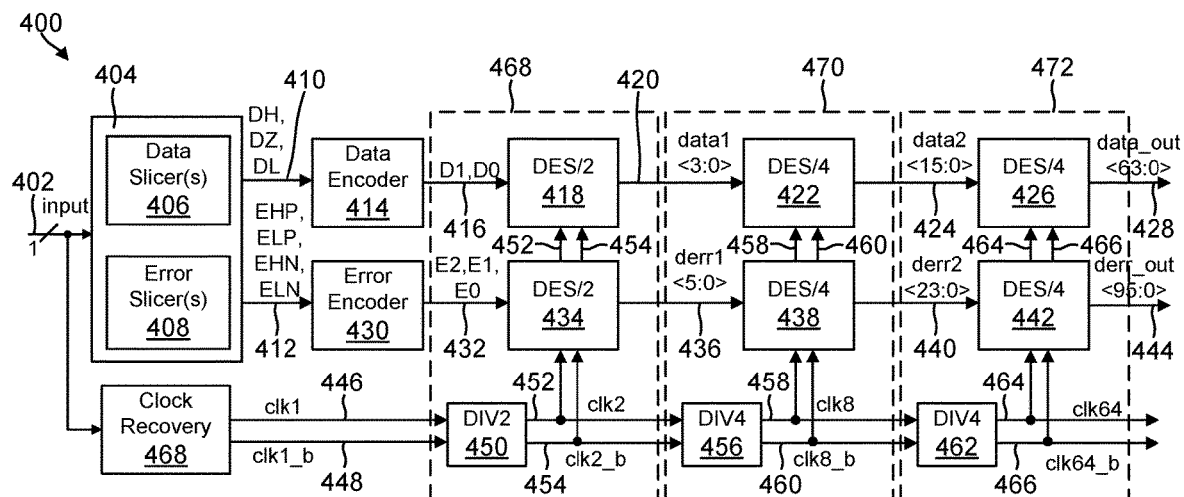 400
404
Data
Slicer(s)
406
Error
Slicer(s)
408
402
input
1
DH,
DZ,
DL
410
EHP,
ELP,
EHN,
ELN
412
Data
Encoder
414
Error
Encoder
430
Clock
Recovery
468
clk1
446
clk1_b
448
468
D1,D0
416
DES/2
418
420
452
454
E2,E1,
E0
432
DES/2
434
DIV2
450
452
clk2
454
clk2_b
470
data1
<3:0>
DES/4
422
458
460
derr1
<5:0>
436
DES/4
438
DIV4
456
458
clk8
460
clk8_b
472
data2
<15:0>
424
DES/4
426
464
466
derr2
<23:0>
440
DES/4
442
DIV4
462
464
clk64
466
clk64_b
data_out
<63:0>
428
derr_out
<95:0>
444